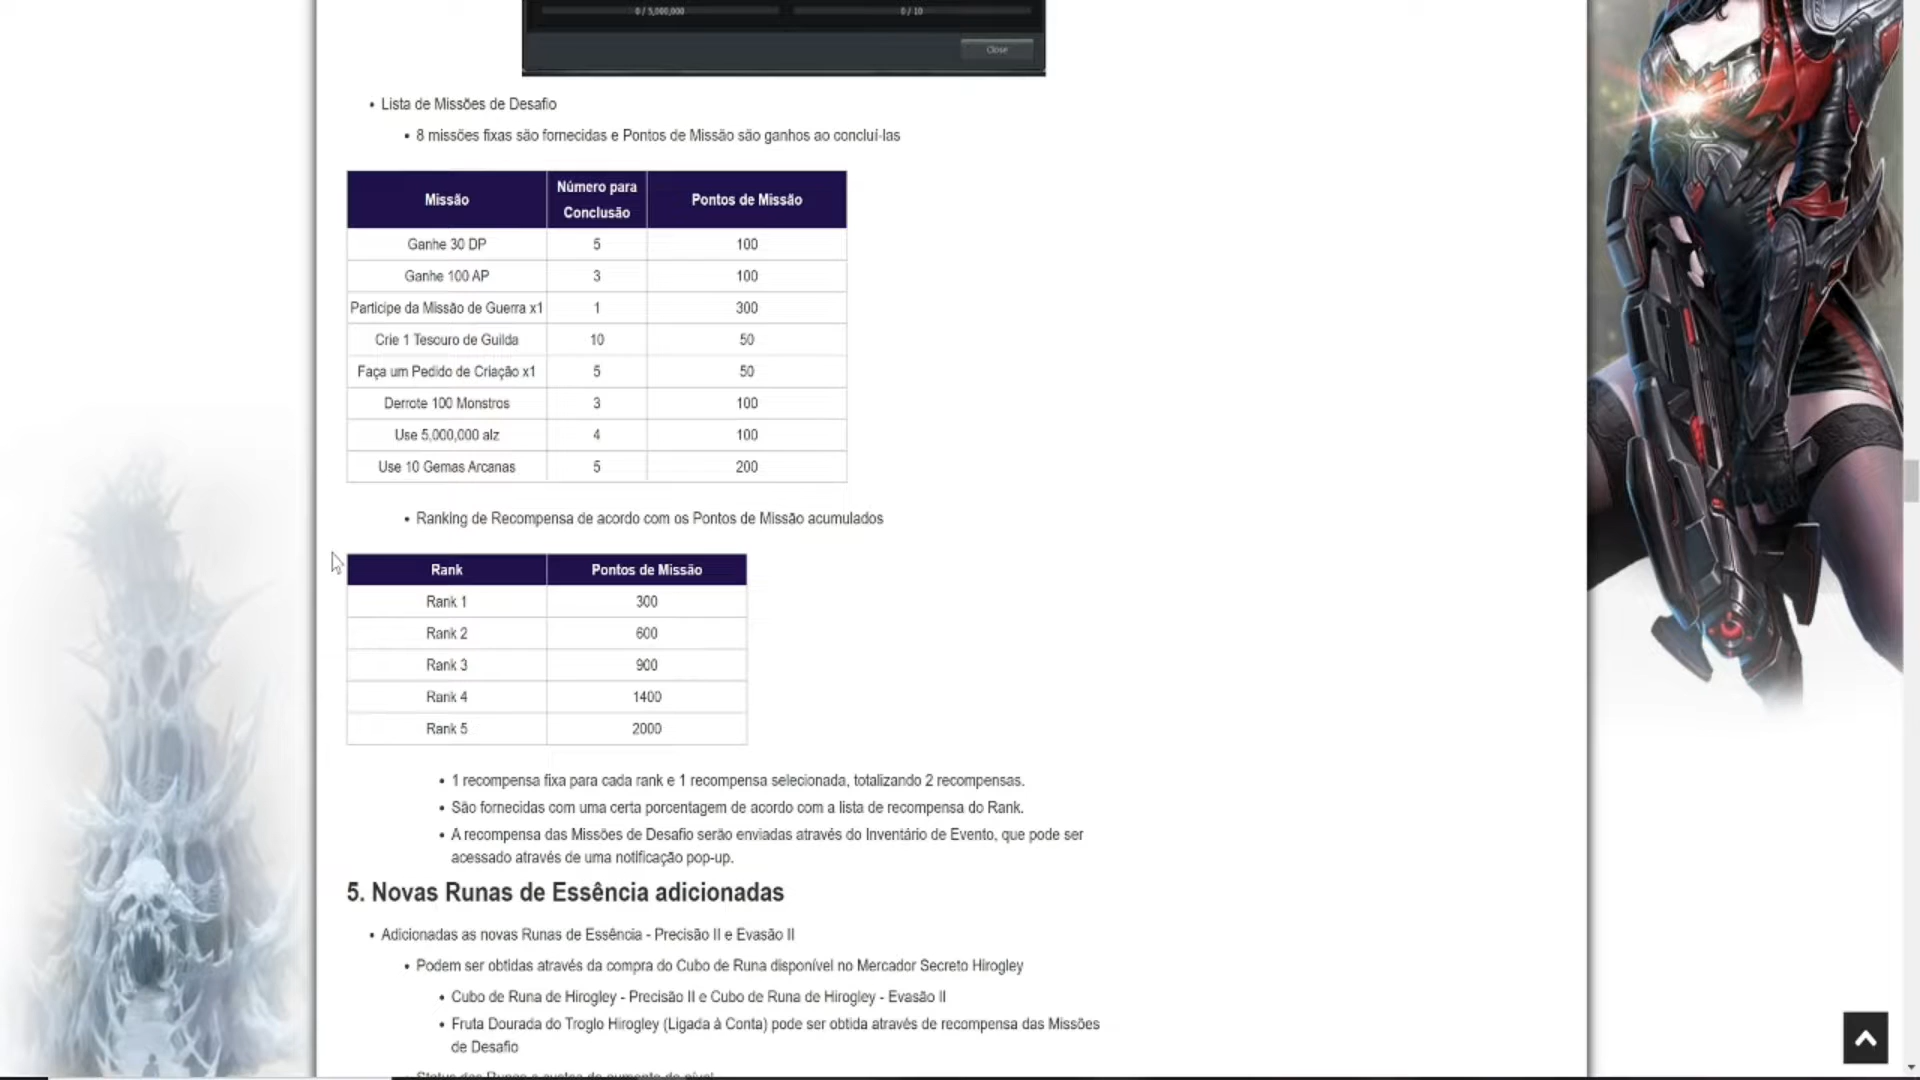 0 / 5,000,000 0 / 10
Close
• Lista de Missões de Desafio
• 8 missões fixas são fornecidas e Pontos de Missão são ganhos ao concluí-las
Missão Número para Conclusão Pontos de Missão
Ganhe 30 DP 5 100
Ganhe 100 AP 3 100
Participe da Missão de Guerra x1 1 300
Crie 1 Tesouro de Guilda 10 50
Faça um Pedido de Criação x1 5 50
Derrote 100 Monstros 3 100
Use 5,000,000 alz 4 100
Use 10 Gemas Arcanas 5 200
• Ranking de Recompensa de acordo com os Pontos de Missão acumulados
Rank Pontos de Missão
Rank 1 300
Rank 2 600
Rank 3 900
Rank 4 1400
Rank 5 2000
• 1 recompensa fixa para cada rank e 1 recompensa selecionada, totalizando 2 recompensas.
• São fornecidas com uma certa porcentagem de acordo com a lista de recompensa do Rank.
• A recompensa das Missões de Desafio serão enviadas através do Inventário de Evento, que pode ser
acessado através de uma notificação pop-up.
5. Novas Runas de Essência adicionadas
• Adicionadas as novas Runas de Essência - Precisão II e Evasão II
• Podem ser obtidas através da compra do Cubo de Runa disponível no Mercador Secreto Hirogley
• Cubo de Runa de Hirogley - Precisão II e Cubo de Runa de Hirogley - Evasão II
• Fruta Dourada do Troglo Hirogley (Ligada à Conta) pode ser obtida através de recompensa das Missões
de Desafio